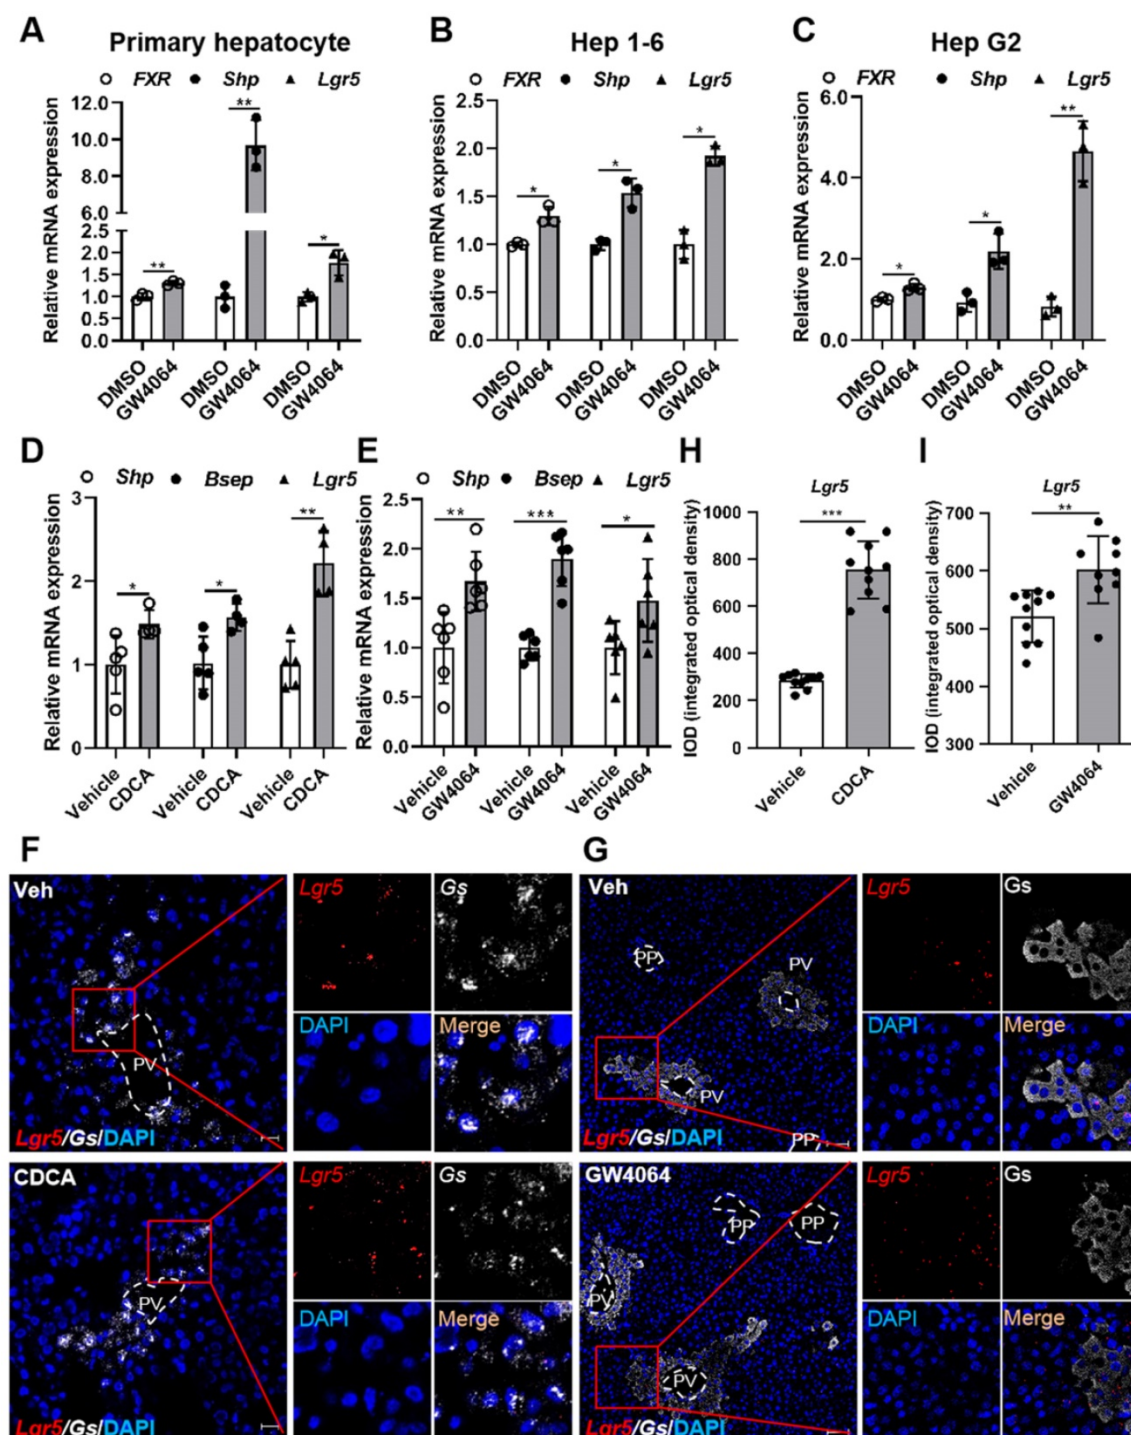 A Primary hepatocyte
FXR Shp Lgr5
Relative mRNA expression
12.0
10.0
8.0
6.0
2.5
2.0
1.5
1.0
0.5
0.0
** ** *
DMSO GW4064 DMSO GW4064 DMSO GW4064
B Hep 1-6
FXR Shp Lgr5
Relative mRNA expression
2.5
2.0
1.5
1.0
0.5
0.0
* * *
DMSO GW4064 DMSO GW4064 DMSO GW4064
C Hep G2
FXR Shp Lgr5
Relative mRNA expression
6.0
4.0
2.0
0.0
* * **
DMSO GW4064 DMSO GW4064 DMSO GW4064
D
Shp Bsep Lgr5
Relative mRNA expression
3
2
1
0
* * **
Vehicle CDCA Vehicle CDCA Vehicle CDCA
E
Shp Bsep Lgr5
Relative mRNA expression
2.5
2.0
1.5
1.0
0.5
0.0
** *** *
Vehicle GW4064 Vehicle GW4064 Vehicle GW4064
H
Lgr5
IOD (integrated optical density)
1000
800
600
400
200
0
***
Vehicle CDCA
I
Lgr5
IOD (integrated optical density)
700
600
500
400
300
**
Vehicle GW4064
F
Veh
PV
Lgr5/Gs/DAPI
Lgr5
Gs
DAPI
Merge
CDCA
PV
Lgr5/Gs/DAPI
Lgr5
Gs
DAPI
Merge
G
Veh
PP
PV
PV
PP
Lgr5/Gs/DAPI
Lgr5
Gs
DAPI
Merge
GW4064
PP
PP
PV
PV
Lgr5/Gs/DAPI
Lgr5
Gs
DAPI
Merge